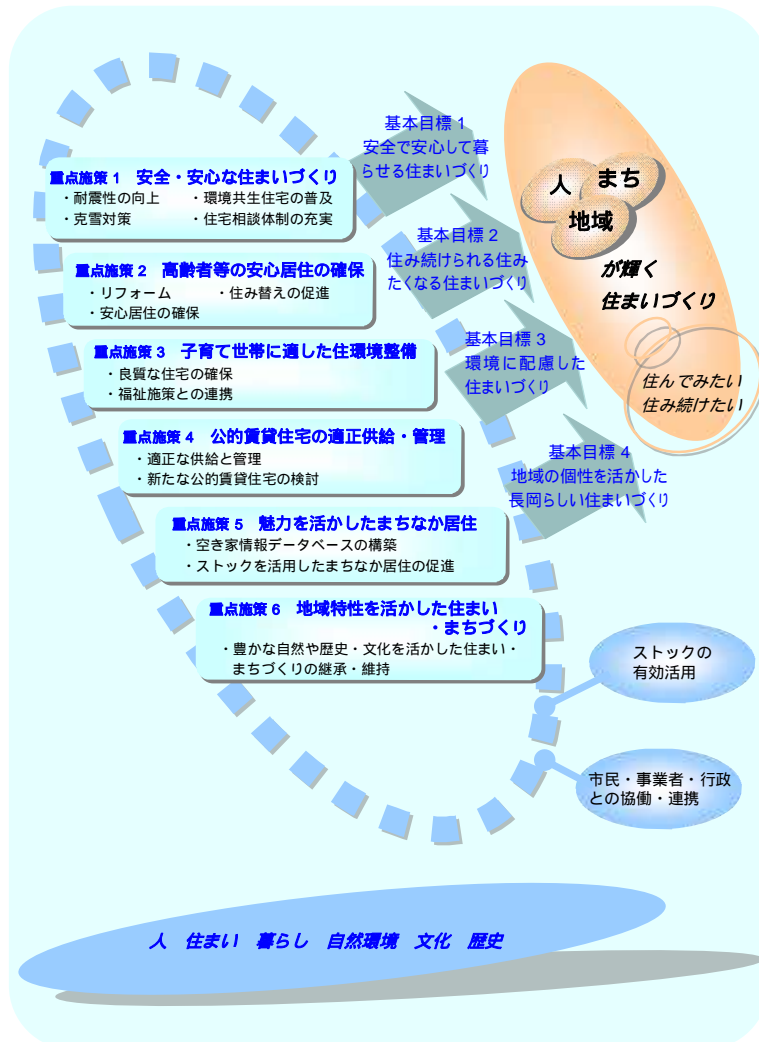 基本目標 1
安全で安心して暮
らせる住まいづくり
人 まち
地域
が輝く
住まいづくり
住んでみたい
住み続けたい
重点施策 1 安全・安心な住まいづくり
・耐震性の向上 ・環境共生住宅の普及
・克雪対策 ・住宅相談体制の充実
基本目標 2
住み続けられる住み
たくなる住まいづくり
重点施策 2 高齢者等の安心居住の確保
・リフォーム ・住み替えの促進
・安心居住の確保
基本目標 3
環境に配慮した
住まいづくり
重点施策 3 子育て世帯に適した住環境整備
・良質な住宅の確保
・福祉施策との連携
基本目標 4
地域の個性を活かした
長岡らしい住まいづくり
重点施策 4 公的賃貸住宅の適正供給・管理
・適正な供給と管理
・新たな公的賃貸住宅の検討
重点施策 5 魅力を活かしたまちなか居住
・空き家情報データベースの構築
・ストックを活用したまちなか居住の促進
重点施策 6 地域特性を活かした住まい
・まちづくり
・豊かな自然や歴史・文化を活かした住まい・
まちづくりの継承・維持
ストックの
有効活用
市民・事業者・行政
との協働・連携
人 住まい 暮らし 自然環境 文化 歴史